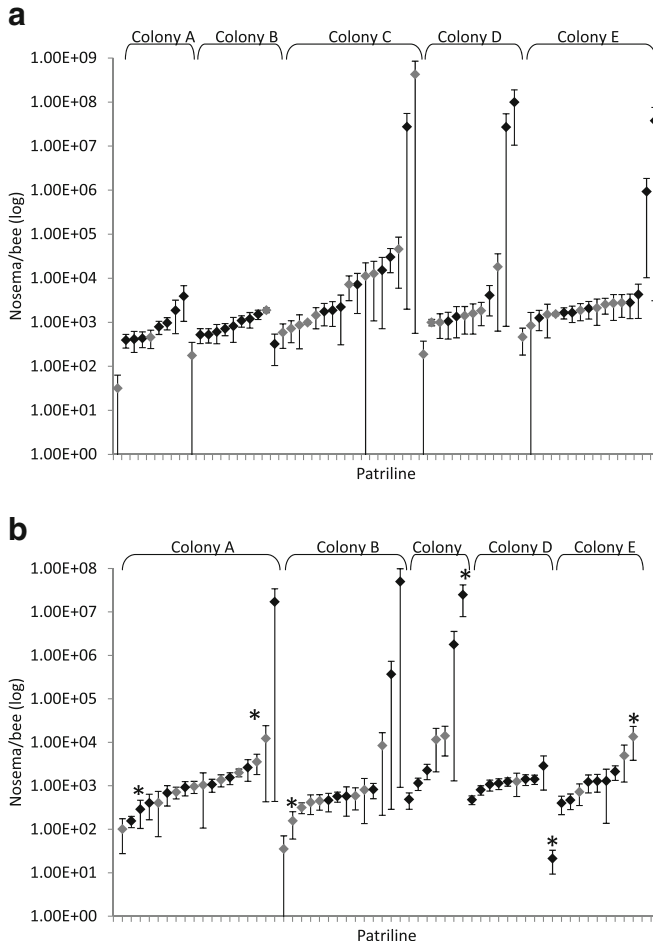 a
Colony A Colony B Colony C Colony D Colony E
1.00E+09
1.00E+08
1.00E+07
1.00E+06
1.00E+05
1.00E+04
1.00E+03
1.00E+02
1.00E+01
1.00E+00
Nosema/bee (log)
Patriline
b
Colony A Colony B Colony Colony D Colony E
1.00E+08
1.00E+07
1.00E+06
1.00E+05
1.00E+04
1.00E+03
1.00E+02
1.00E+01
1.00E+00
Nosema/bee (log)
* * * * * *
Patriline